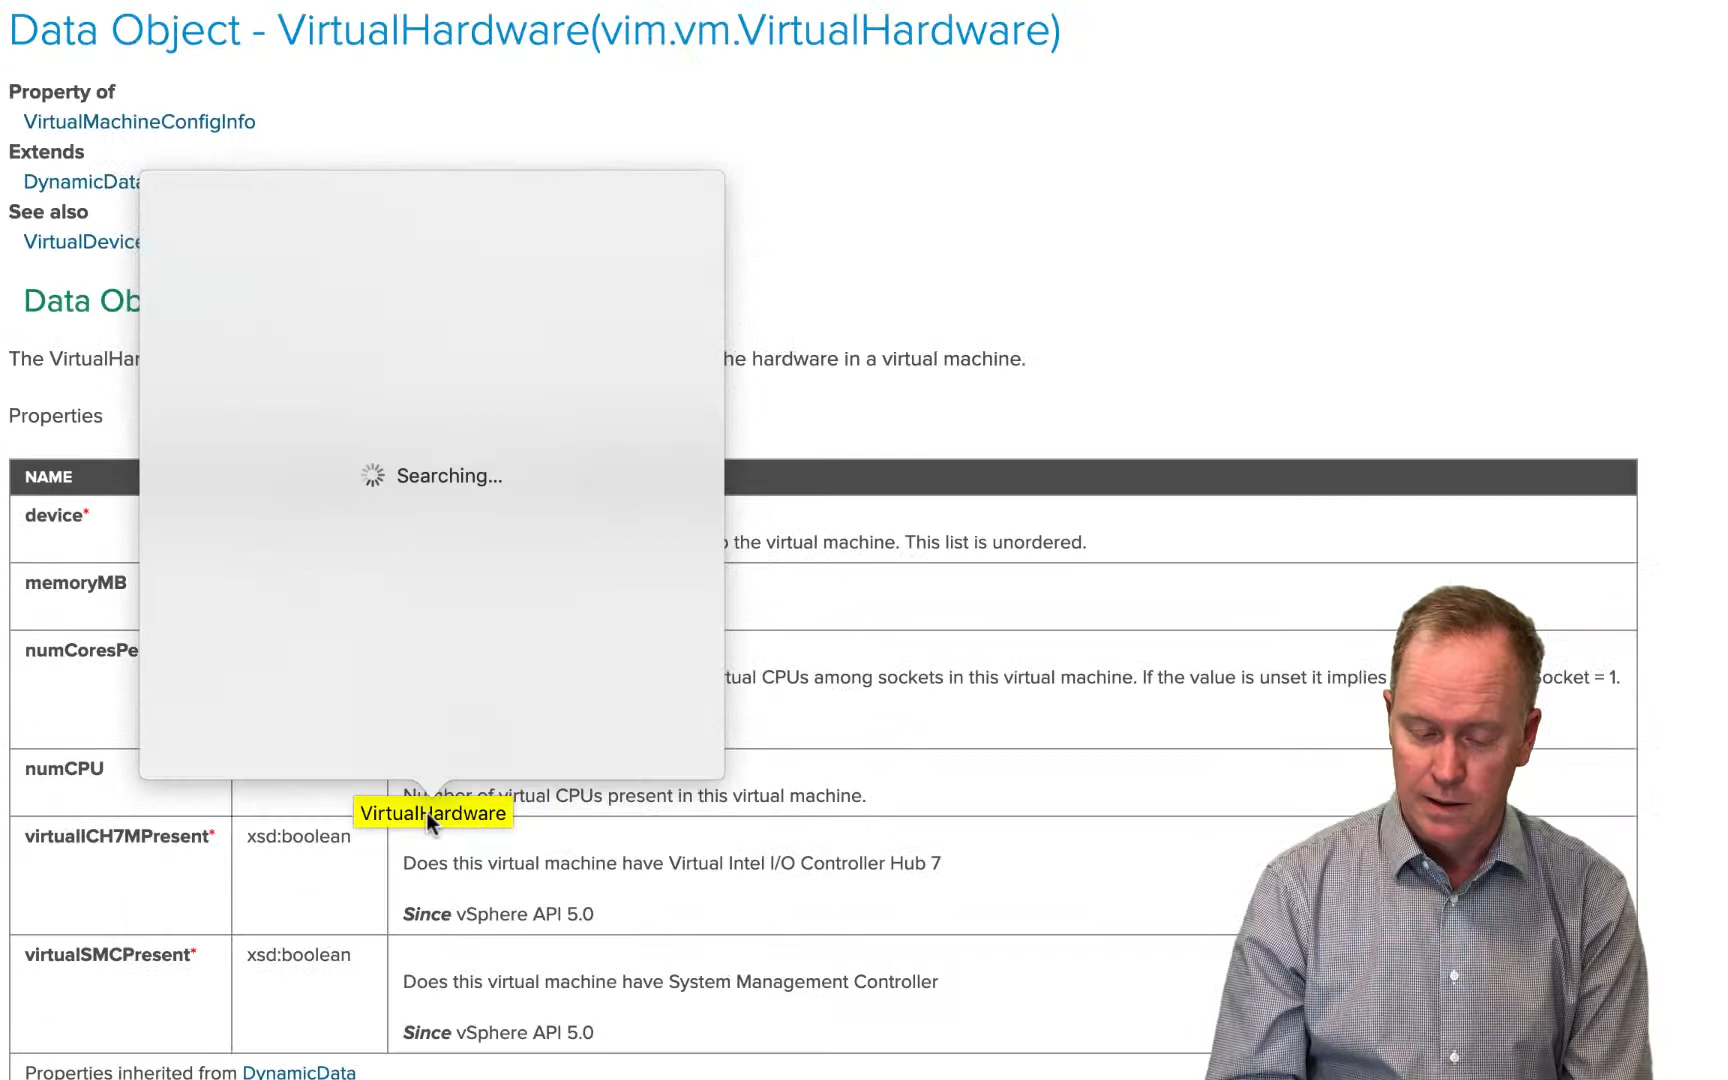 Data Object - VirtualHardware(vim.vm.VirtualHardware)
Property of
VirtualMachineConfigInfo
Extends
DynamicData
See also
VirtualDevice
Data Ob
The VirtualHar he hardware in a virtual machine.
Properties
NAME
Searching...
device*
the virtual machine. This list is unordered.
memoryMB
numCoresPe
tual CPUs among sockets in this virtual machine. If the value is unset it implies ocket = 1.
numCPU
Number of virtual CPUs present in this virtual machine.
VirtualHardware
virtualICH7MPresent* xsd:boolean
Does this virtual machine have Virtual Intel I/O Controller Hub 7
Since vSphere API 5.0
virtualSMCPresent* xsd:boolean
Does this virtual machine have System Management Controller
Since vSphere API 5.0
Properties inherited from DynamicData